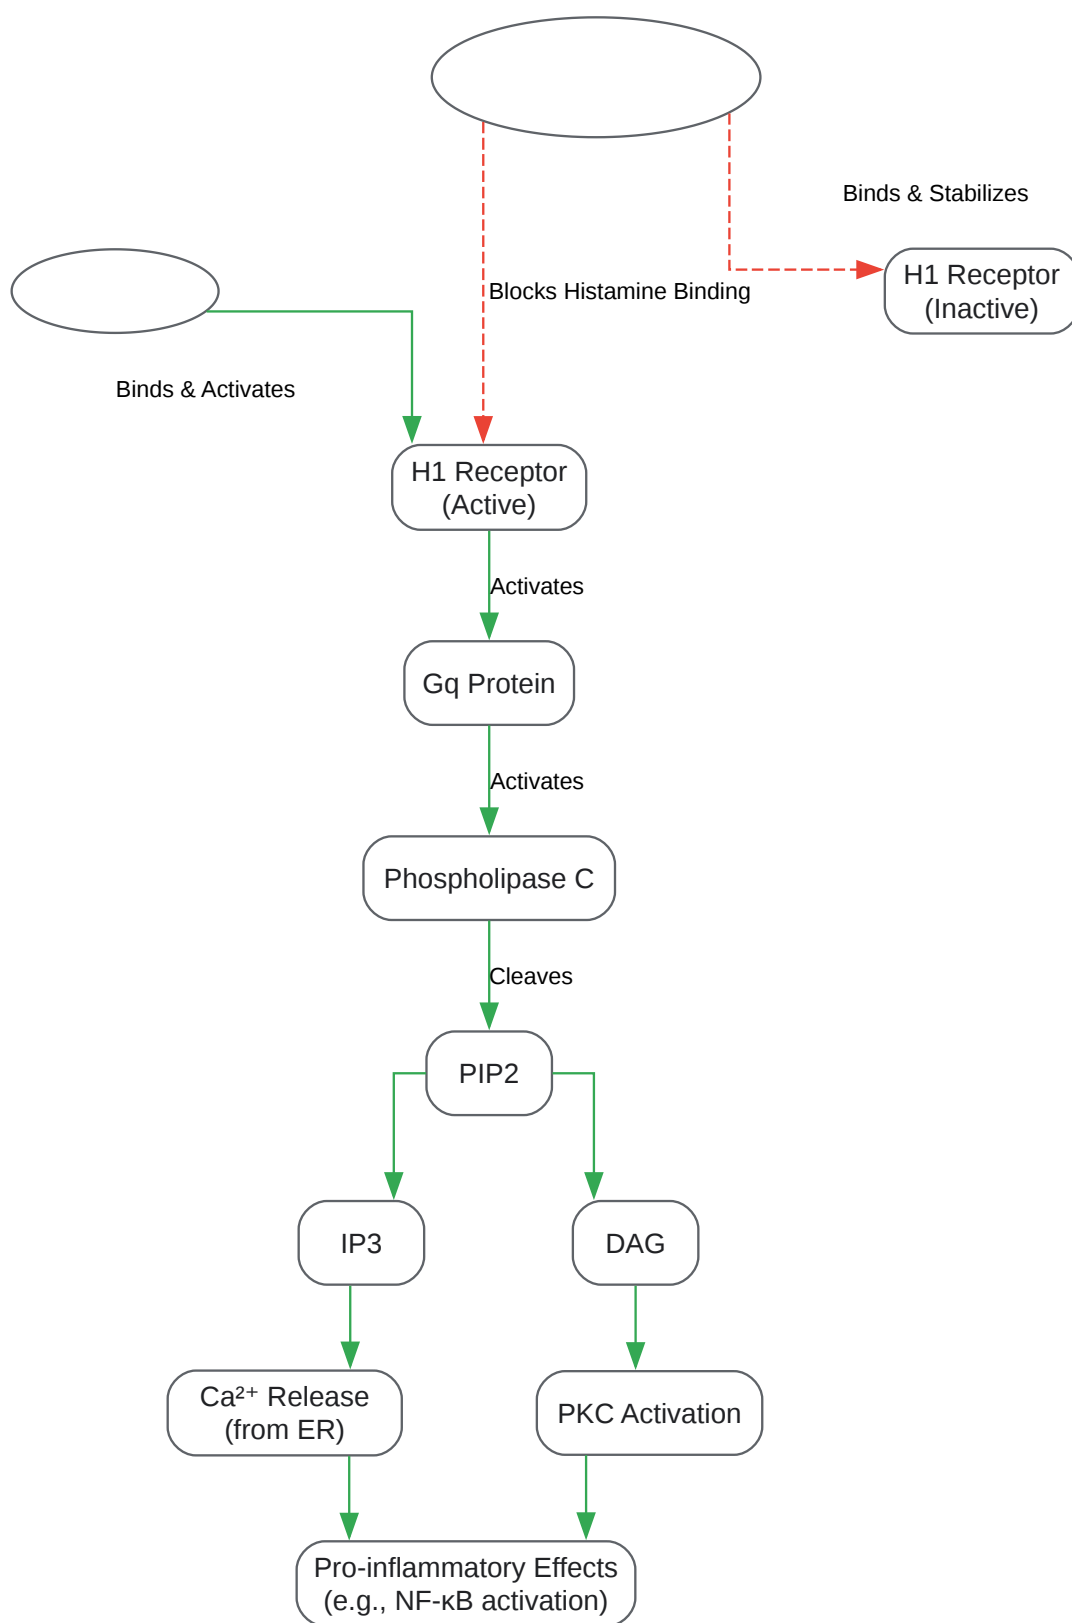 Binds & Stabilizes
H1 Receptor
(Inactive)
Blocks Histamine Binding
Binds & Activates
H1 Receptor
(Active)
Activates
Gq Protein
Activates
Phospholipase C
Cleaves
PIP2
IP3
DAG
Ca²⁺ Release
(from ER)
PKC Activation
Pro-inflammatory Effects
(e.g., NF-κB activation)